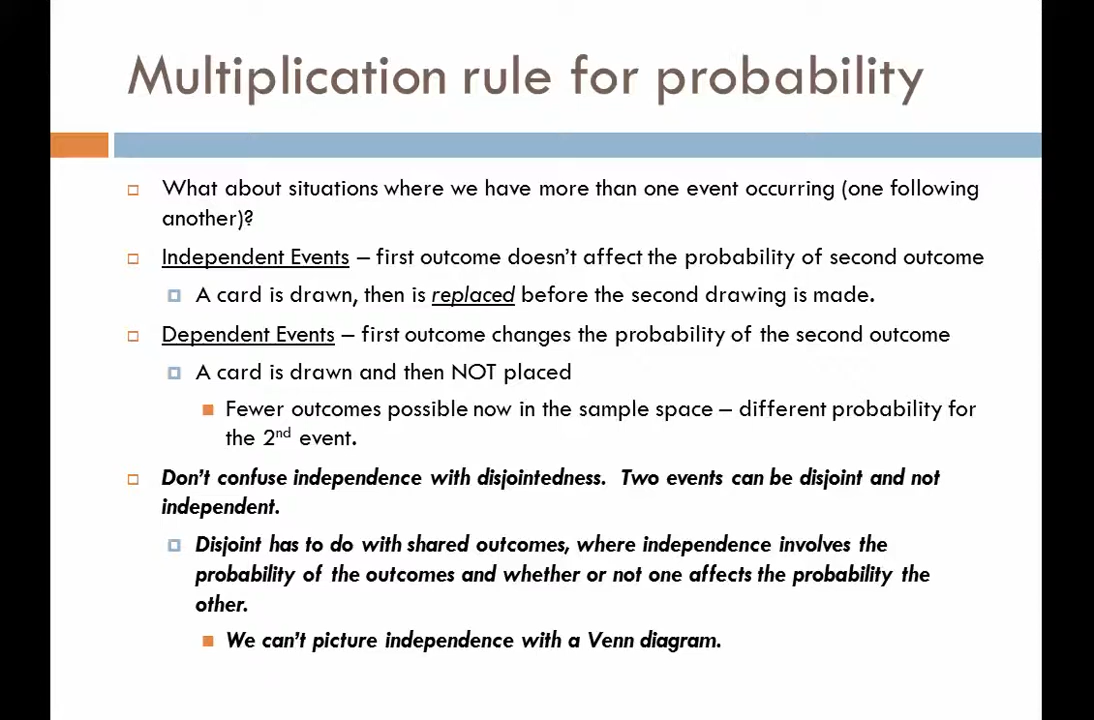 Multiplication rule for probability
What about situations where we have more than one event occurring (one following
another)?
Independent Events – first outcome doesn't affect the probability of second outcome
A card is drawn, then is replaced before the second drawing is made.
Dependent Events – first outcome changes the probability of the second outcome
A card is drawn and then NOT placed
Fewer outcomes possible now in the sample space – different probability for
the 2nd event.
Don't confuse independence with disjointedness.  Two events can be disjoint and not
independent.
Disjoint has to do with shared outcomes, where independence involves the
probability of the outcomes and whether or not one affects the probability the
other.
We can't picture independence with a Venn diagram.